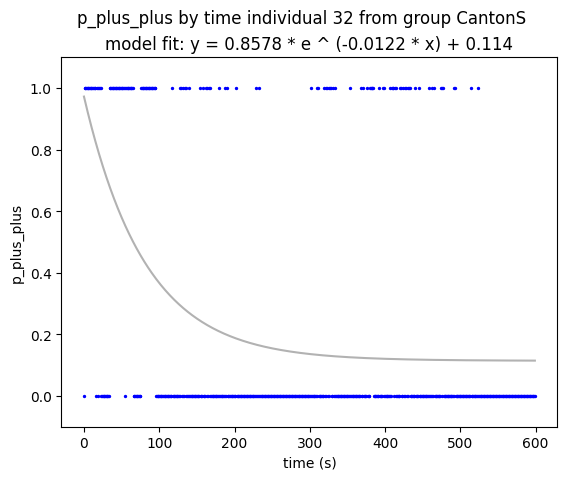 p_plus_plus by time individual 32 from group CantonS
model fit: y = 0.8578 * e ^ (-0.0122 * x) + 0.114
1.0
0.8
0.6
0.4
0.2
0.0
p_plus_plus
0 100 200 300 400 500 600
time (s)